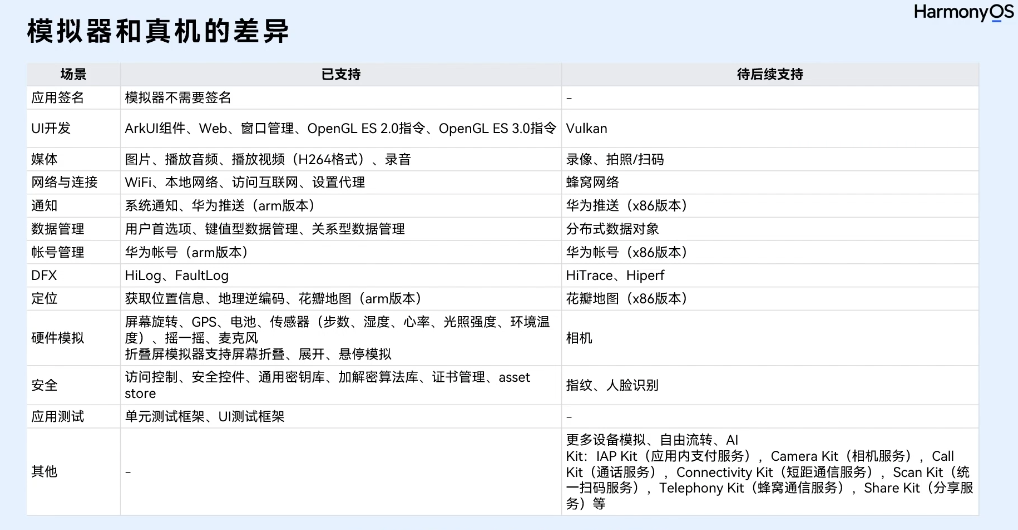 HarmonyOS
模拟器和真机的差异
场景 已支持 待后续支持
应用签名 模拟器不需要签名 –
UI开发 ArkUI组件、Web、窗口管理、OpenGL ES 2.0指令、OpenGL ES 3.0指令 Vulkan
媒体 图片、播放音频、播放视频（H264格式）、录音 录像、拍照/扫码
网络与连接 WiFi、本地网络、访问互联网、设置代理 蜂窝网络
通知 系统通知、华为推送（arm版本） 华为推送（x86版本）
数据管理 用户首选项、键值型数据管理、关系型数据管理 分布式数据对象
帐号管理 华为帐号（arm版本） 华为帐号（x86版本）
DFX HiLog、FaultLog HiTrace、Hiperf
定位 获取位置信息、地理逆编码、花瓣地图（arm版本） 花瓣地图（x86版本）
硬件模拟 屏幕旋转、GPS、电池、传感器（步数、湿度、心率、光照强度、环境温
度）、摇一摇、麦克风
折叠屏模拟器支持屏幕折叠、展开、悬停模拟 相机
安全 访问控制、安全控件、通用密钥库、加解密算法库、证书管理、asset
store 指纹、人脸识别
应用测试 单元测试框架、UI测试框架 –
其他 – 更多设备模拟、自由流转、AI
Kit：IAP Kit（应用内支付服务）, Camera Kit（相机服务）, Call
Kit（通话服务）, Connectivity Kit（短距通信服务）, Scan Kit（统
一扫码服务）, Telephony Kit（蜂窝通信服务）, Share Kit（分享服
务）等